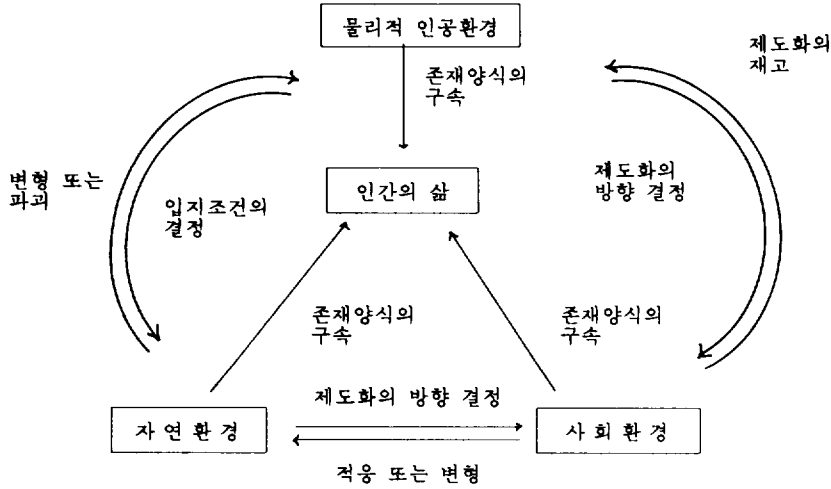 물리적 인공환경
제도화의
재고
존재양식의
구속
변형 또는
파괴
인간의 삶
제도화의
방향 결정
입지조건의
결정
존재양식의
구속
존재양식의
구속
제도화의 방향 결정
자연환경
사회환경
적응 또는 변형